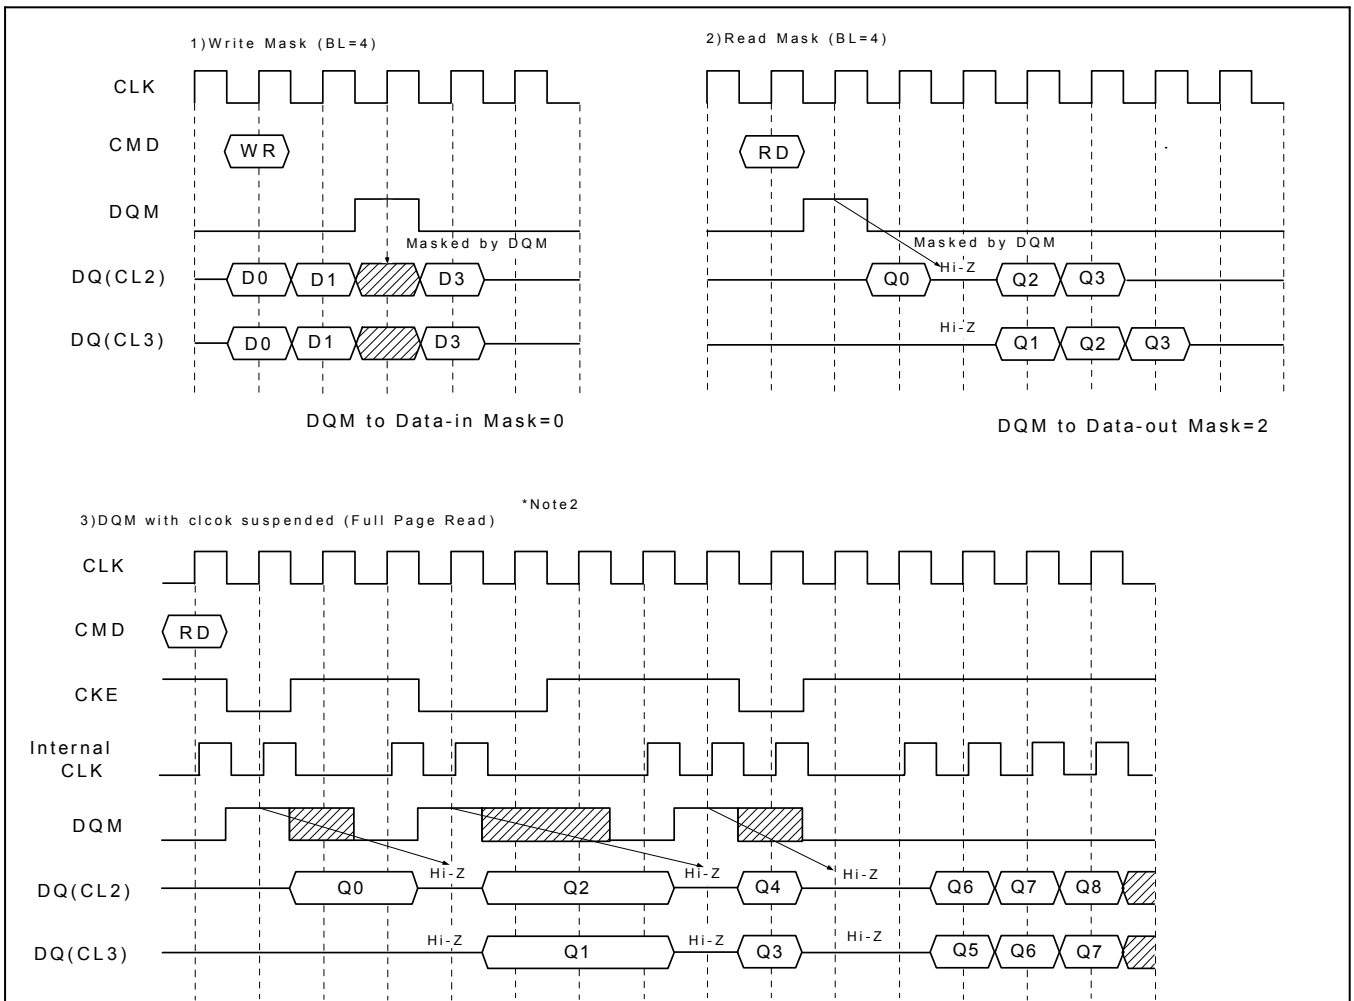 1)Write Mask (BL=4)
2)Read Mask (BL=4)
CLK
CMD
WR
RD
DQM
Masked by DQM
Masked by DQM
DQ(CL2)
D0
D1
D3
Q0
Hi-Z
Q2
Q3
DQ(CL3)
D0
D1
D3
Hi-Z
Q1
Q2
Q3
DQM to Data-in Mask=0
DQM to Data-out Mask=2
*Note2
3)DQM with clcok suspended (Full Page Read)
CLK
CMD
RD
CKE
Internal
CLK
DQM
DQ(CL2)
Q0
Hi-Z
Q2
Hi-Z
Q4
Hi-Z
Q6
Q7
Q8
DQ(CL3)
Hi-Z
Q1
Hi-Z
Q3
Hi-Z
Q5
Q6
Q7